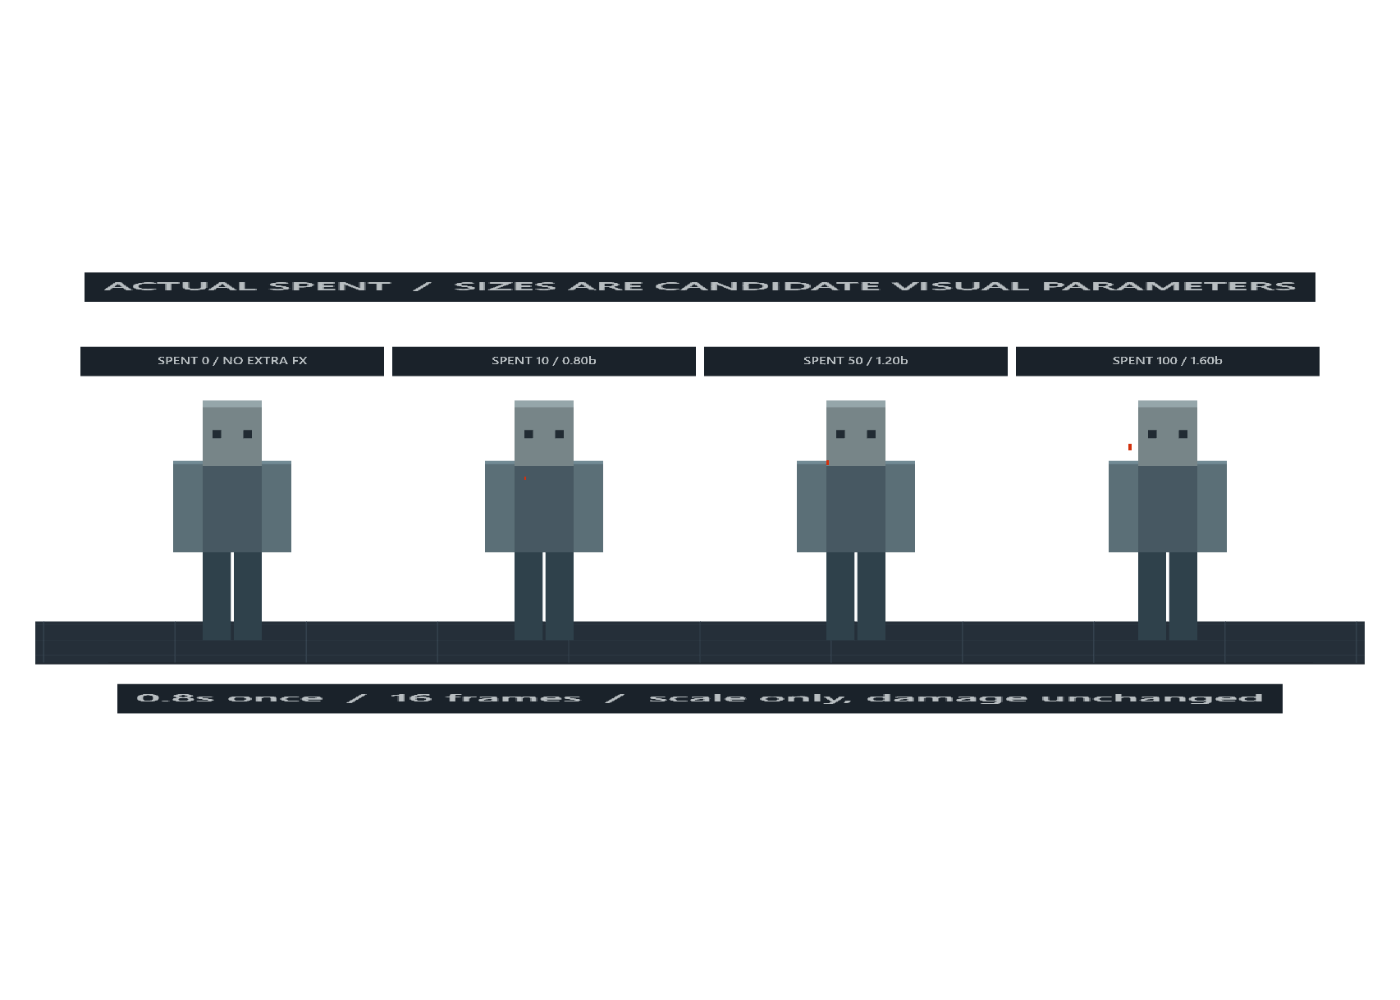 ACTUAL SPENT / SIZES ARE CANDIDATE VISUAL PARAMETERS
SPENT 0 / NO EXTRA FX
SPENT 10 / 0.80b
SPENT 50 / 1.20b
SPENT 100 / 1.60b
0.8s once / 16 frames / scale only, damage unchanged